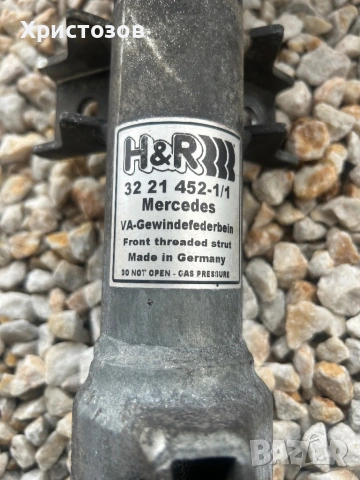 Христозов
H&R
32 21 452-1/1
Mercedes
VA-Gewindefederbein
Front threaded strut
Made in Germany
DO NOT OPEN - GAS PRESSURE
BAZAR